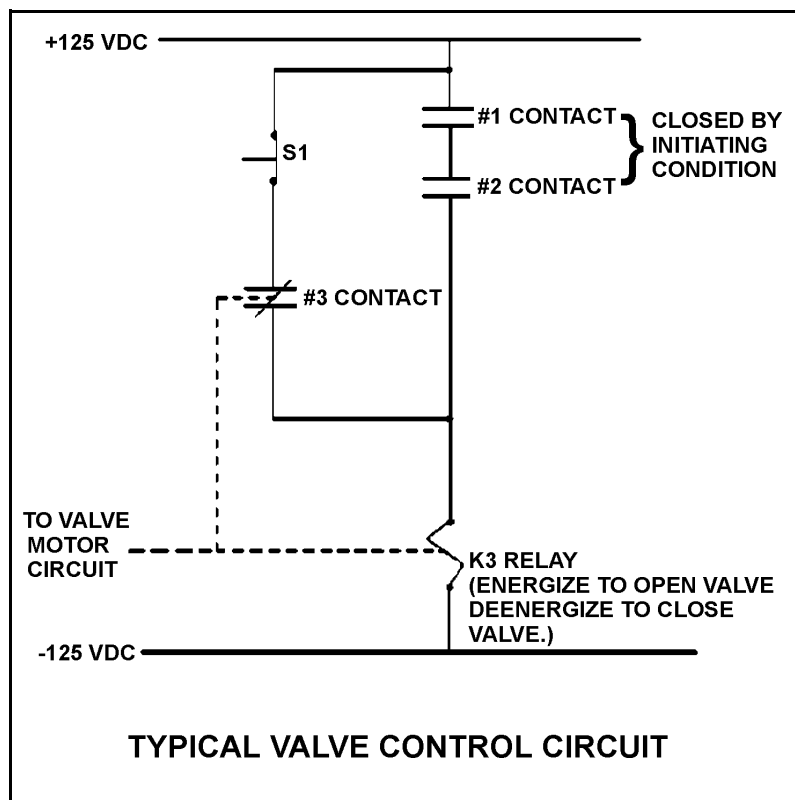 +125 VDC
#1 CONTACT
CLOSED BY
INITIATING
CONDITION
S1
#2 CONTACT
#3 CONTACT
TO VALVE
MOTOR
CIRCUIT
K3 RELAY
(ENERGIZE TO OPEN VALVE
DEENERGIZE TO CLOSE
VALVE.)
-125 VDC
TYPICAL VALVE CONTROL CIRCUIT